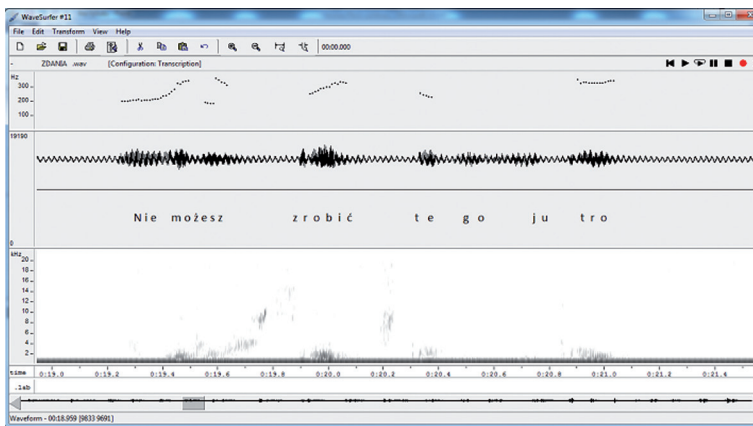 WaveSurfer #11
File Edit Transform View Help
00:00.000
- ZDANIA .wav [Configuration: Transcription]
Hz
300
200
100
19190
Nie możesz zrobić te go ju tro
0
kHz
20
18
16
14
12
10
8
6
4
2
time 0:19.0 0:19.2 0:19.4 0:19.6 0:19.8 0:20.0 0:20.2 0:20.4 0:20.6 0:20.8 0:21.0 0:21.2 0:21.4
.lab
Waveform - 00:18.959 [9833 9691]